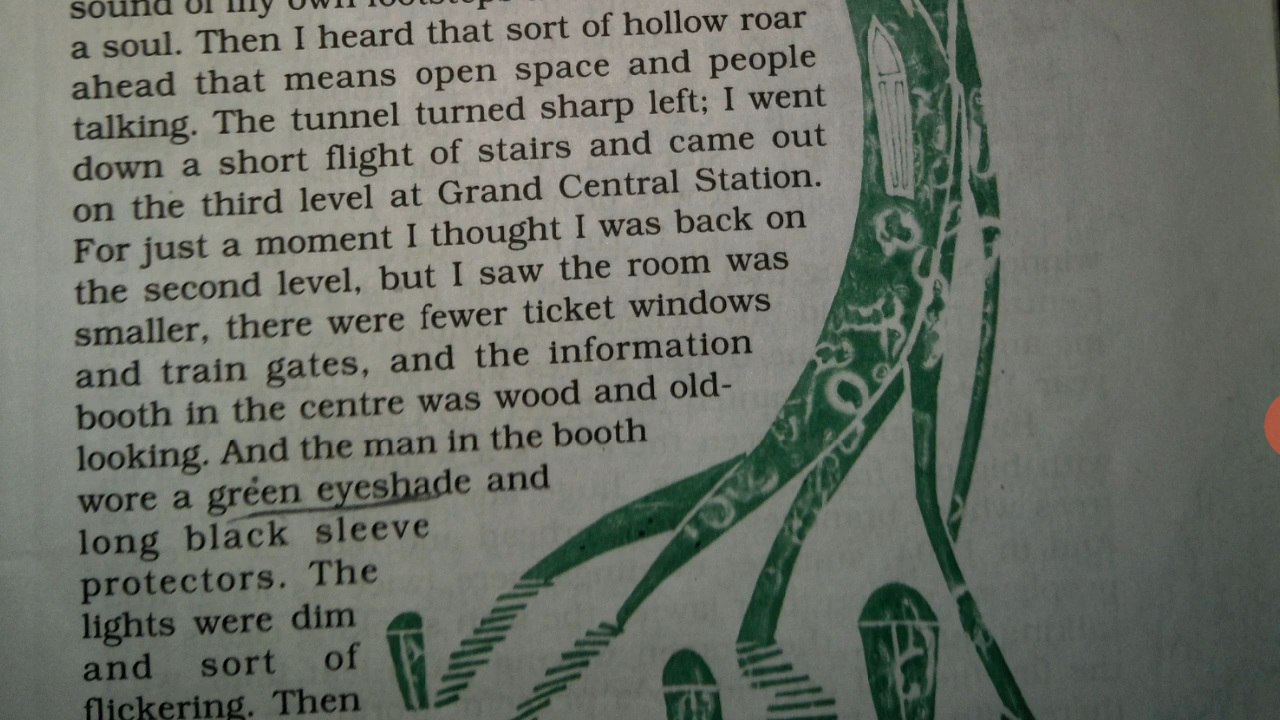 sound of my own footsteps
a soul. Then I heard that sort of hollow roar
ahead that means open space and people
talking. The tunnel turned sharp left; I went
down a short flight of stairs and came out
on the third level at Grand Central Station.
For just a moment I thought I was back on
the second level, but I saw the room was
smaller, there were fewer ticket windows
and train gates, and the information
booth in the centre was wood and old-
looking. And the man in the booth
wore a green eyeshade and
long black sleeve
protectors. The
lights were dim
and sort of
flickering. Then